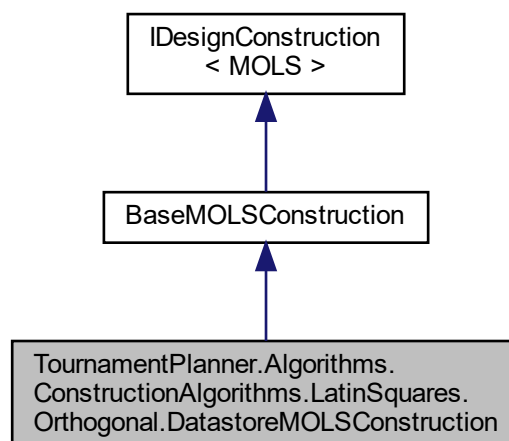 IDesignConstruction
< MOLS >
BaseMOLSConstruction
TournamentPlanner.Algorithms.
ConstructionAlgorithms.LatinSquares.
Orthogonal.DatastoreMOLSConstruction